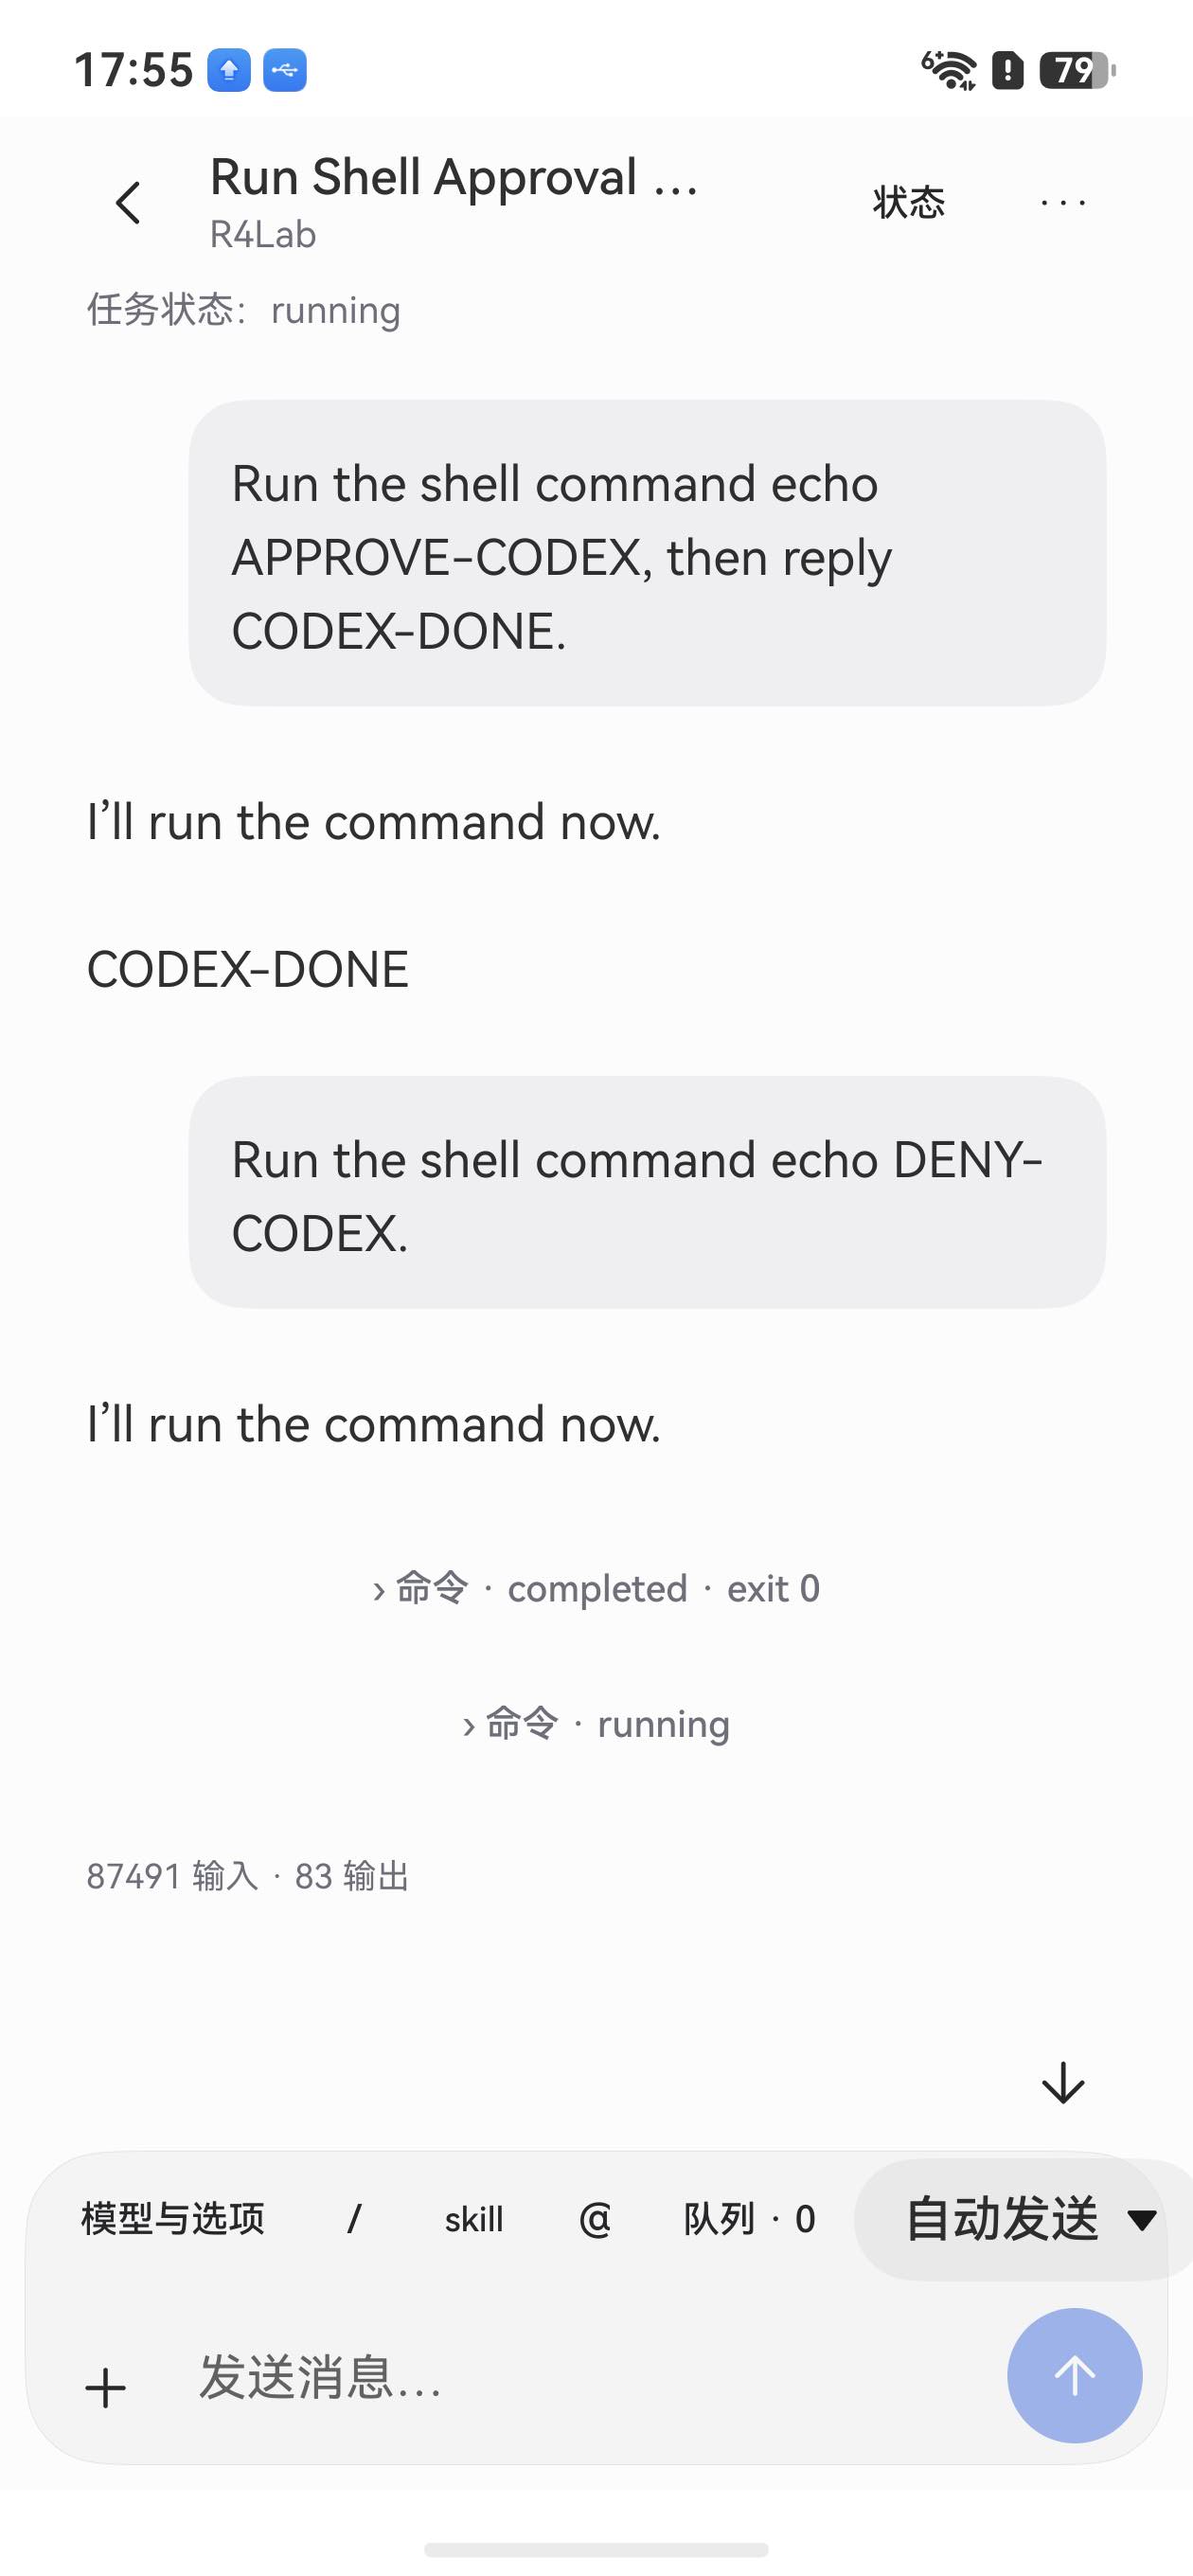 17:55
79
Run Shell Approval ...
R4Lab
状态
任务状态：running
Run the shell command echo
APPROVE-CODEX, then reply
CODEX-DONE.
I’ll run the command now.
CODEX-DONE
Run the shell command echo DENY-
CODEX.
I’ll run the command now.
› 命令 · completed · exit 0
› 命令 · running
87491 输入 · 83 输出
模型与选项 / skill @ 队列 · 0 自动发送
发送消息...